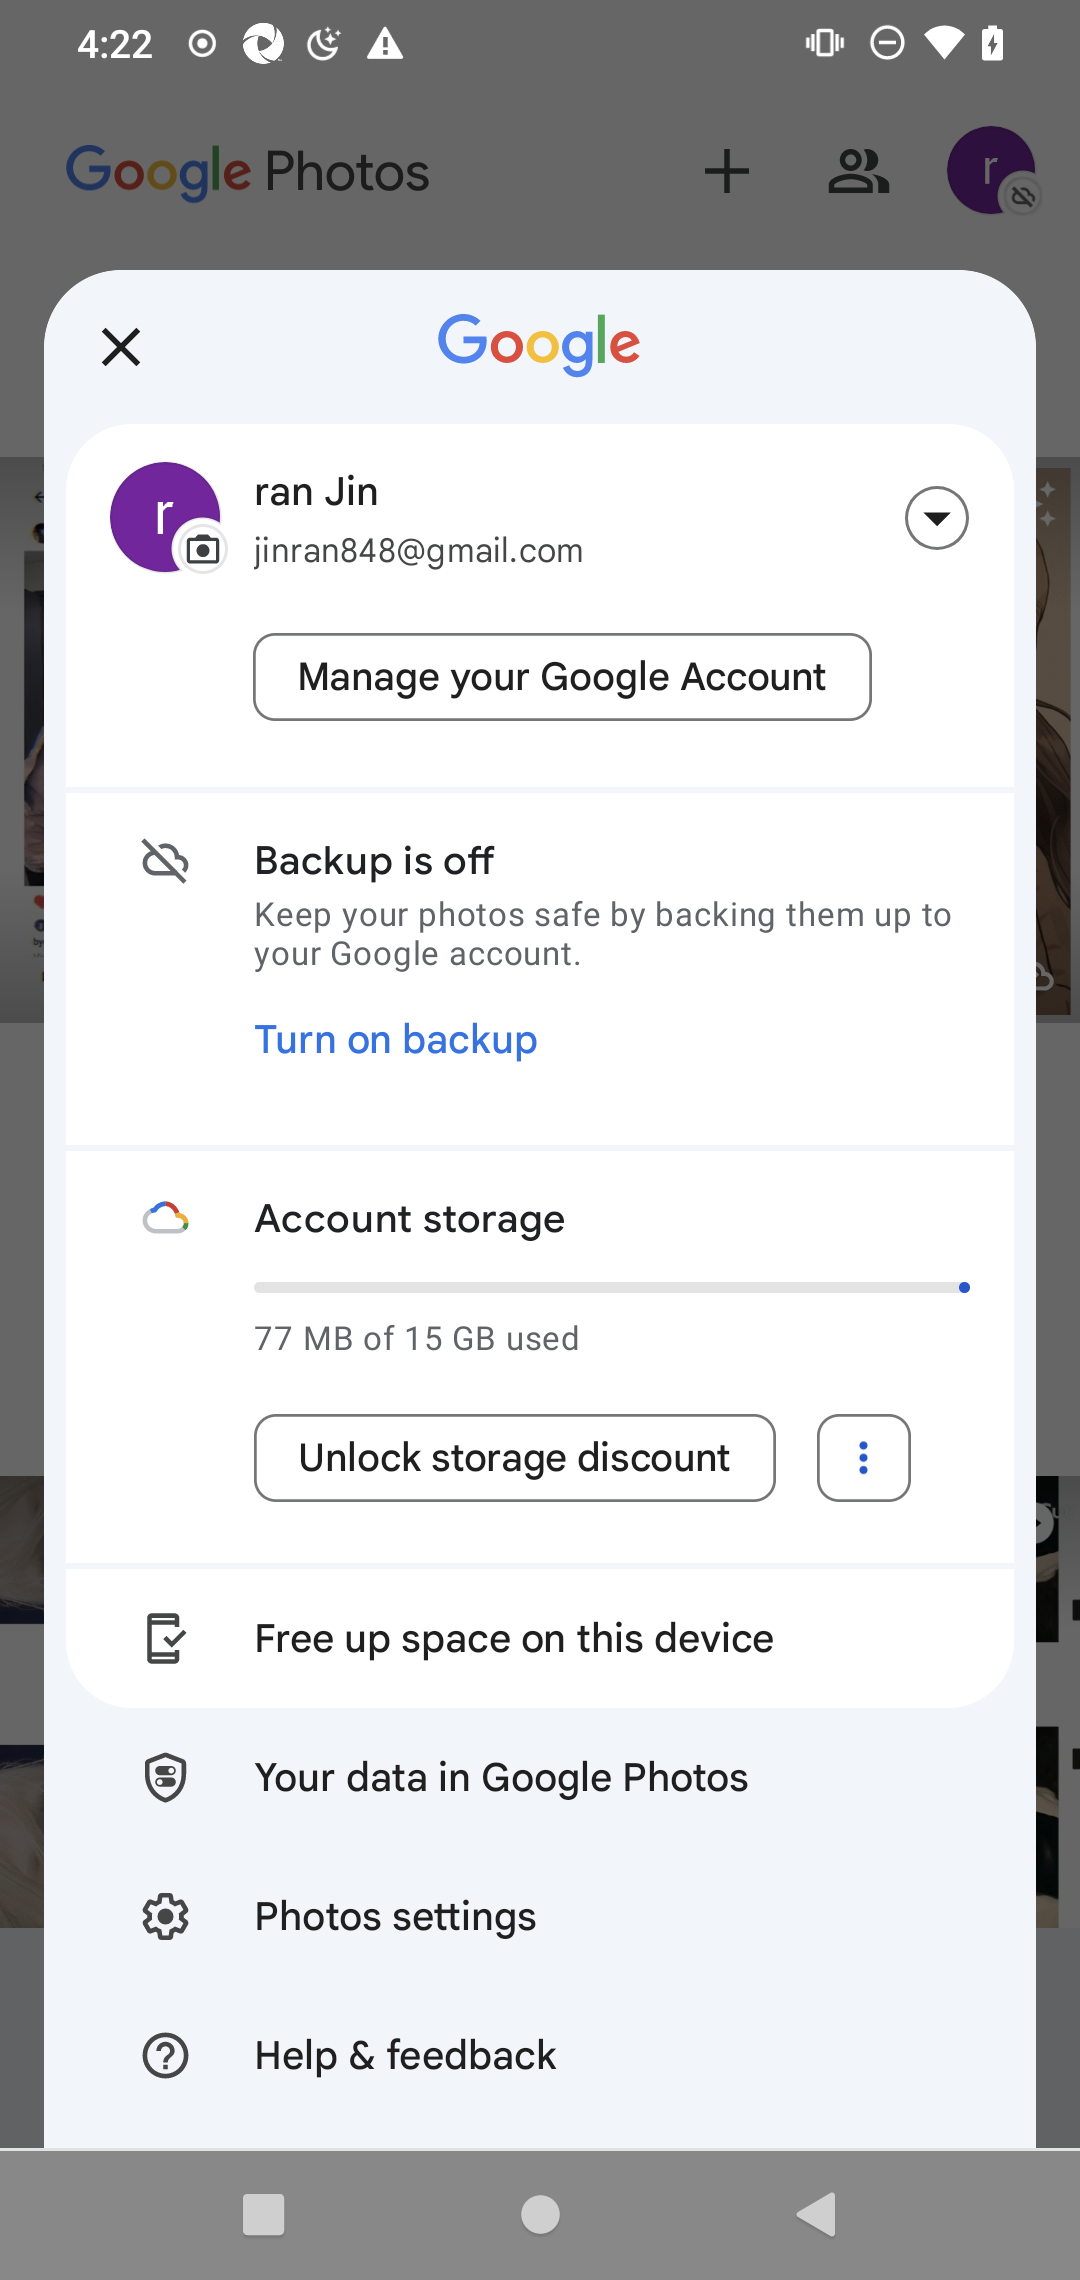 4:22
Google Photos
r
Google
r
ran Jin
jinran848@gmail.com
Manage your Google Account
Backup is off
Keep your photos safe by backing them up to
your Google account.
Turn on backup
Account storage
77 MB of 15 GB used
Unlock storage discount
Free up space on this device
Your data in Google Photos
Photos settings
Help & feedback